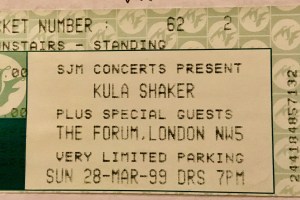 CKET NUMBER : 62 2
WNSTAIRS - STANDING
SJM CONCERTS PRESENT
KULA SHAKER
PLUS SPECIAL GUESTS
THE FORUM, LONDON NW5
VERY LIMITED PARKING
SUN 28-MAR-99 DRS 7PM